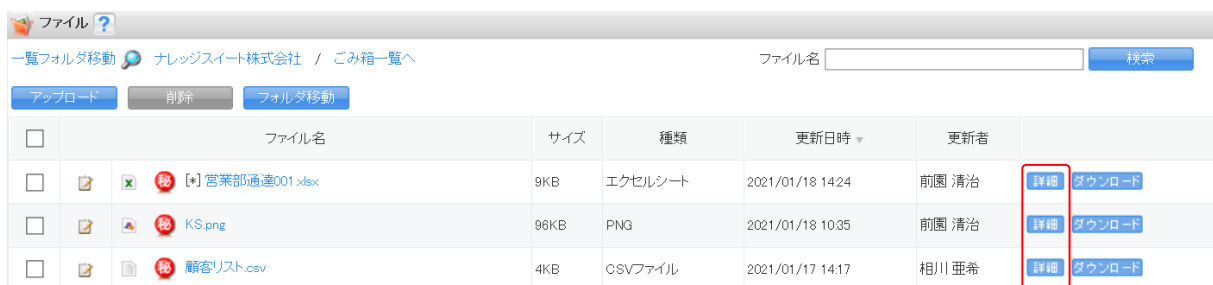 ファイル ?
一覧フォルダ移動 ナレッジスイート株式会社 / ごみ箱一覧へ ファイル名 検索
アップロード 削除 フォルダ移動
ファイル名 サイズ 種類 更新日時 更新者
秘 [*] 営業部通達001.xlsx 9KB エクセルシート 2021/01/18 14:24 前園 清治 詳細 ダウンロード
秘 KS.png 96KB PNG 2021/01/18 10:35 前園 清治 詳細 ダウンロード
秘 顧客リスト.csv 4KB CSVファイル 2021/01/17 14:17 相川 亜希 詳細 ダウンロード